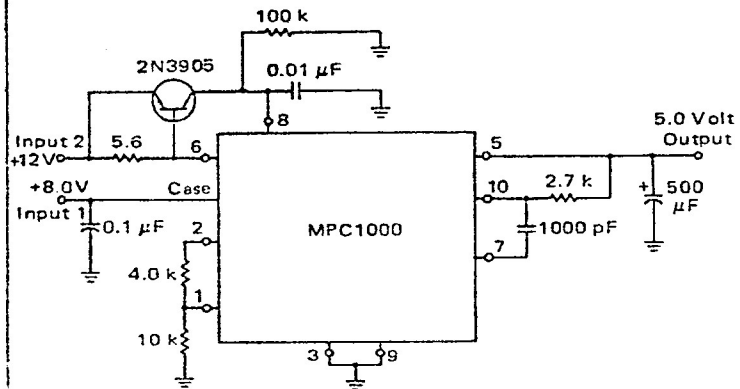 100 k
2N3905
0.01 μF
8
Input 2
+12V
5.6
6
5
5.0 Volt
Output
+8.0V
Input 1
Case
10
2.7 k
+
500
μF
0.1 μF
2
MPC1000
1000 pF
7
4.0 k
1
10 k
3
9